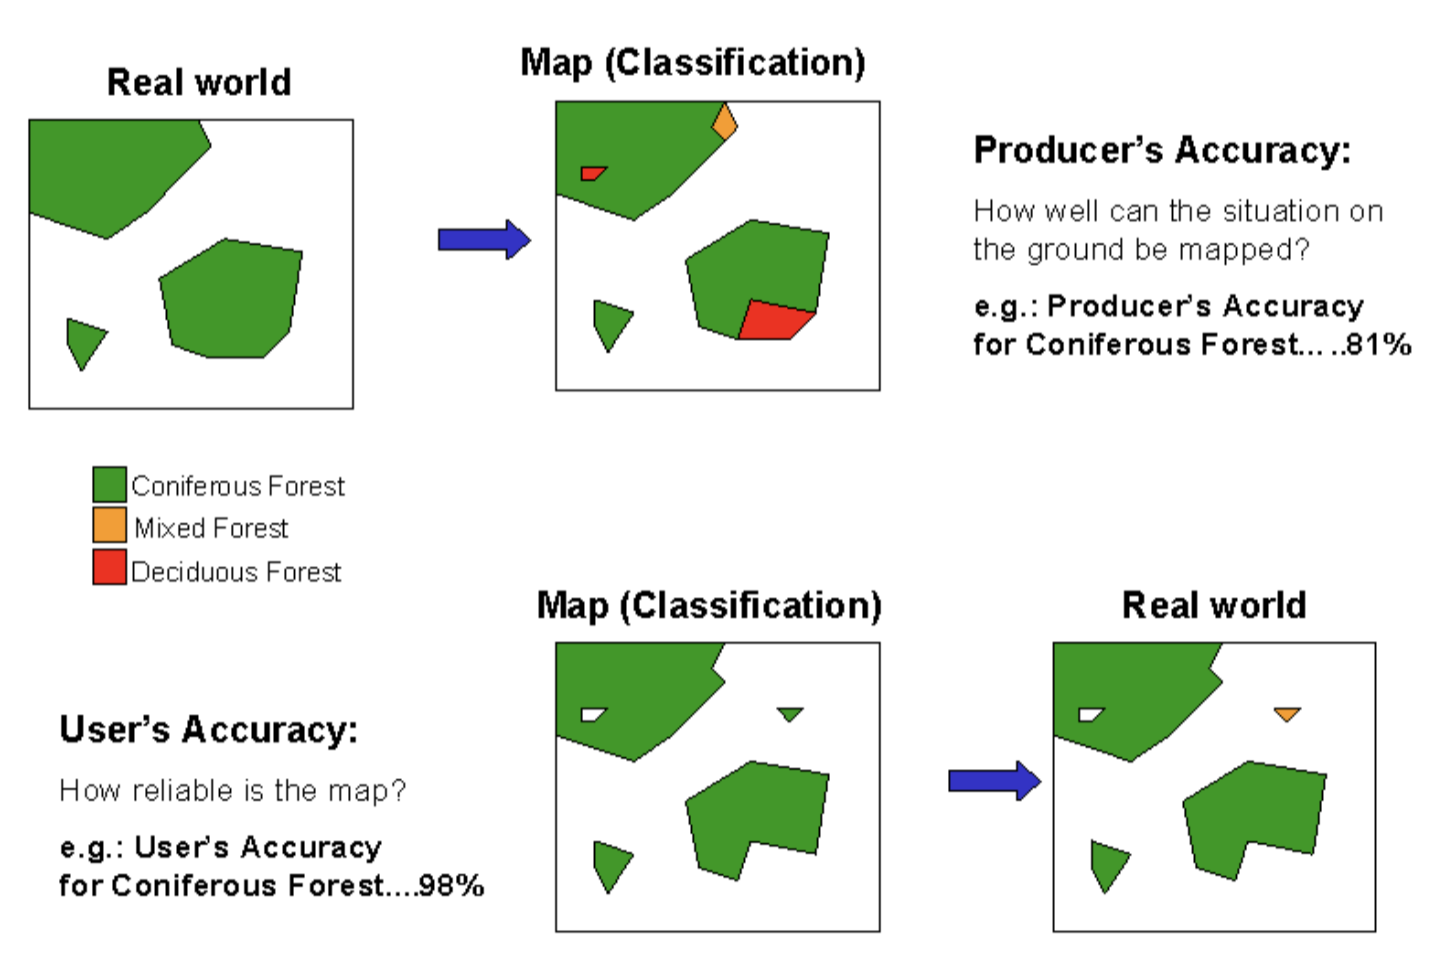 Real world
Map (Classification)
Producer's Accuracy:
How well can the situation on
the ground be mapped?
e.g.: Producer's Accuracy
for Coniferous Forest... ..81%
Coniferous Forest
Mixed Forest
Deciduous Forest
Map (Classification)
Real world
User's Accuracy:
How reliable is the map?
e.g.: User's Accuracy
for Coniferous Forest....98%